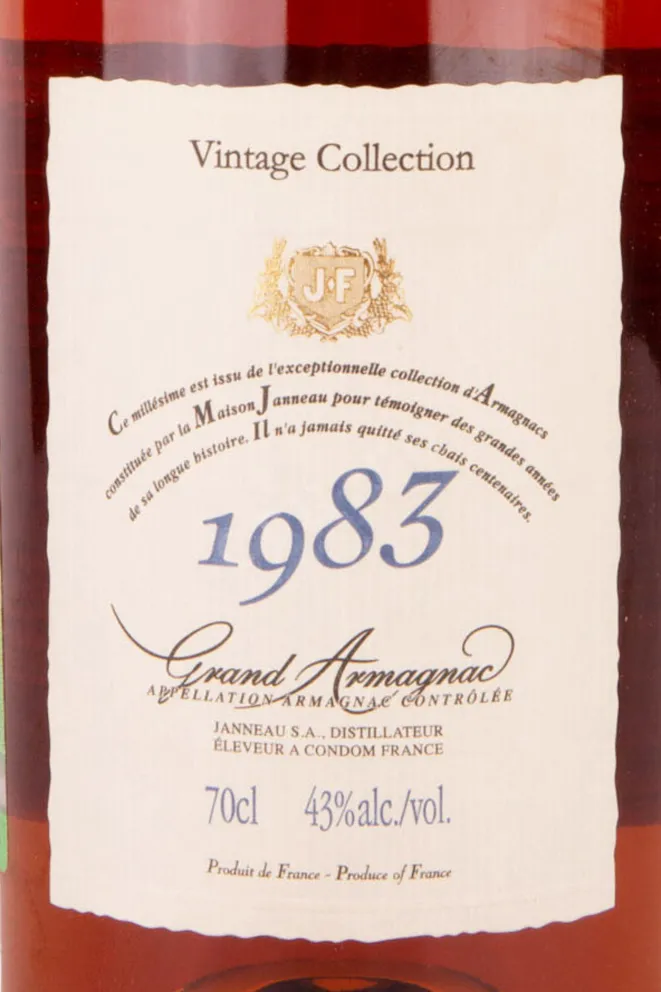 Vintage Collection
J·F
Ce millésime est issu de l'exceptionnelle collection d'Armagnacs
constituée par la Maison Janneau pour témoigner des grandes années
de sa longue histoire. Il n'a jamais quitté ses chais centenaires.
1983
Grand Armagnac
APPELLATION ARMAGNAC CONTRÔLÉE
JANNEAU S.A., DISTILLATEUR
ÉLEVEUR A CONDOM FRANCE
70cl 43%alc./vol.
Produit de France - Produce of France